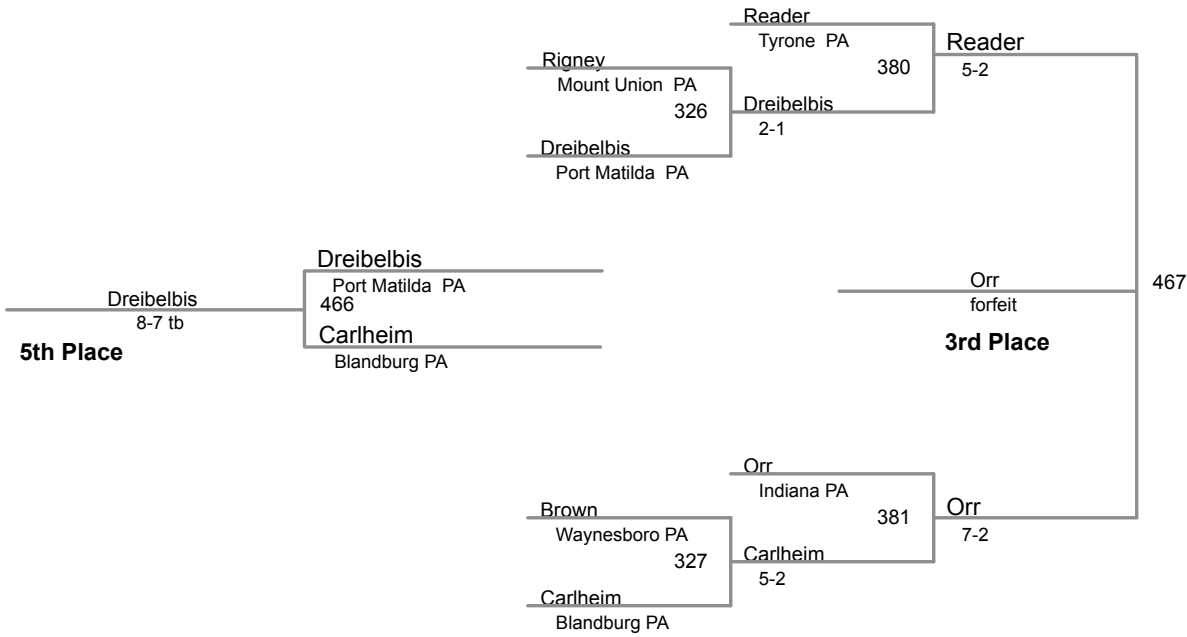 Reader
Tyrone PA
Reader
380
5-2
Rigney
Mount Union PA
326
Dreibelbis
2-1
Dreibelbis
Port Matilda PA
Dreibelbis
Port Matilda PA
466
Dreibelbis
8-7 tb
Carlheim
Blandburg PA
5th Place
Orr
forfeit
467
3rd Place
Orr
Indiana PA
381
Orr
7-2
Brown
Waynesboro PA
327
Carlheim
5-2
Carlheim
Blandburg PA